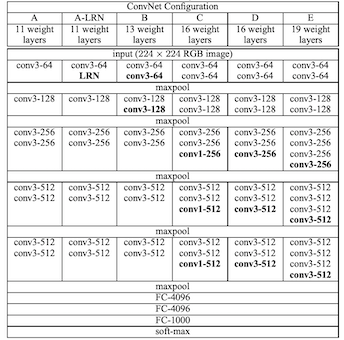 ConvNet Configuration
A A-LRN B C D E
11 weight 11 weight 13 weight 16 weight 16 weight 19 weight
layers layers layers layers layers layers
input (224 × 224 RGB image)
conv3-64 conv3-64 conv3-64 conv3-64 conv3-64 conv3-64
LRN conv3-64 conv3-64 conv3-64 conv3-64
maxpool
conv3-128 conv3-128 conv3-128 conv3-128 conv3-128 conv3-128
conv3-128 conv3-128 conv3-128 conv3-128
maxpool
conv3-256 conv3-256 conv3-256 conv3-256 conv3-256 conv3-256
conv3-256 conv3-256 conv3-256 conv3-256 conv3-256 conv3-256
conv1-256 conv3-256 conv3-256
conv3-256
maxpool
conv3-512 conv3-512 conv3-512 conv3-512 conv3-512 conv3-512
conv3-512 conv3-512 conv3-512 conv3-512 conv3-512 conv3-512
conv1-512 conv3-512 conv3-512
conv3-512
maxpool
conv3-512 conv3-512 conv3-512 conv3-512 conv3-512 conv3-512
conv3-512 conv3-512 conv3-512 conv3-512 conv3-512 conv3-512
conv1-512 conv3-512 conv3-512
conv3-512
maxpool
FC-4096
FC-4096
FC-1000
soft-max